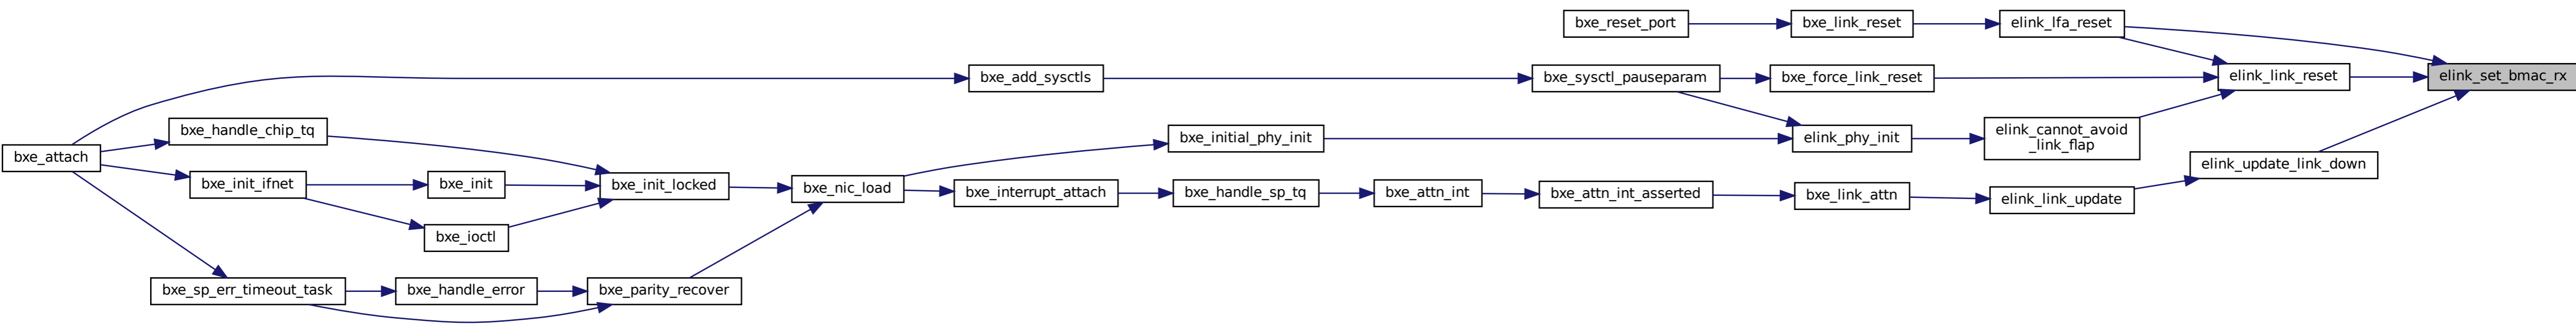 bxe_reset_port
bxe_link_reset
elink_lfa_reset
bxe_add_sysctls
bxe_sysctl_pauseparam
bxe_force_link_reset
elink_link_reset
elink_set_bmac_rx
bxe_handle_chip_tq
bxe_initial_phy_init
elink_phy_init
elink_cannot_avoid
_link_flap
bxe_attach
elink_update_link_down
bxe_init_ifnet
bxe_init
bxe_init_locked
bxe_nic_load
bxe_interrupt_attach
bxe_handle_sp_tq
bxe_attn_int
bxe_attn_int_asserted
bxe_link_attn
elink_link_update
bxe_ioctl
bxe_sp_err_timeout_task
bxe_handle_error
bxe_parity_recover